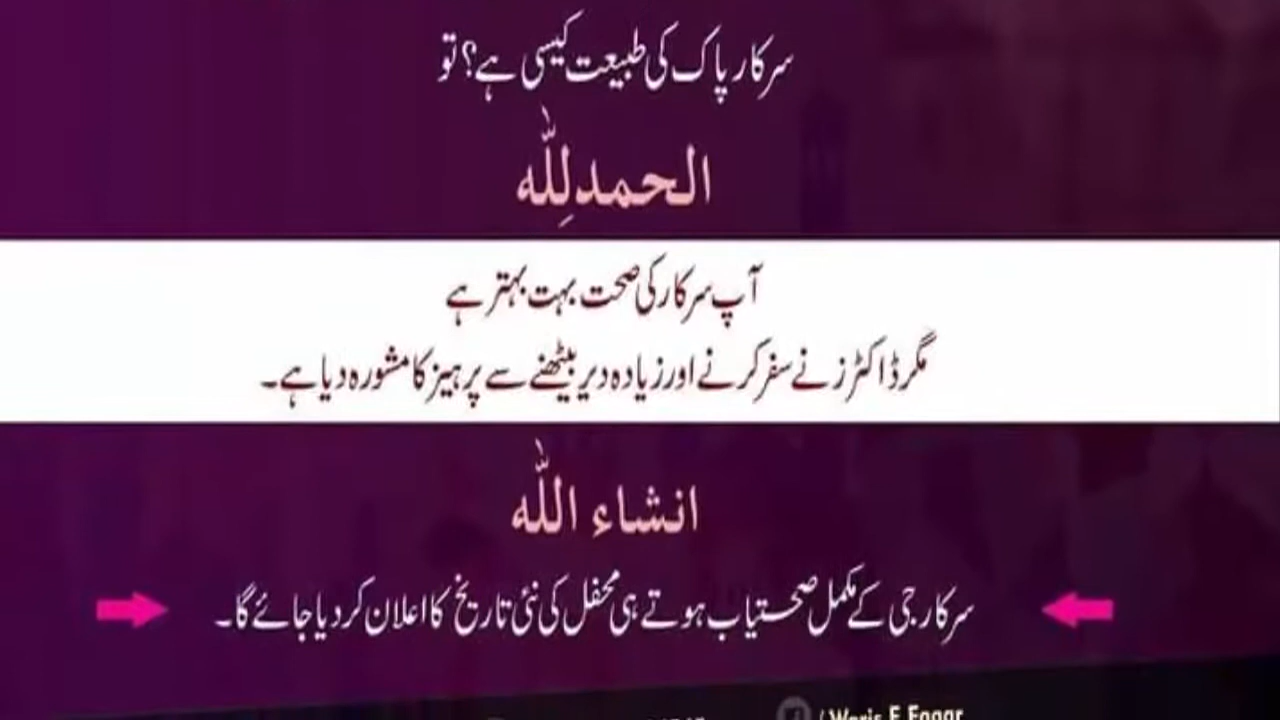 سرکار پاک کی طبیعت کیسی ہے؟ تو
الحمدلِلّٰہ
آپ سرکار کی صحت بہت بہتر ہے
مگر ڈاکٹرز نے سفر کرنے اور زیادہ دیر بیٹھنے سے پرہیز کا مشورہ دیا ہے۔
انشاء اللّٰہ
سرکار جی کے مکمل صحتیاب ہوتے ہی محفل کی نئی تاریخ کا اعلان کر دیا جائے گا۔